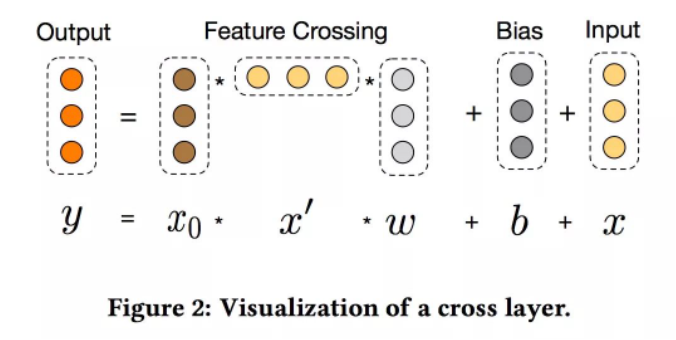 Output Feature Crossing Bias Input
= * * + +
y = x₀ * x′ * w + b + x
Figure 2: Visualization of a cross layer.